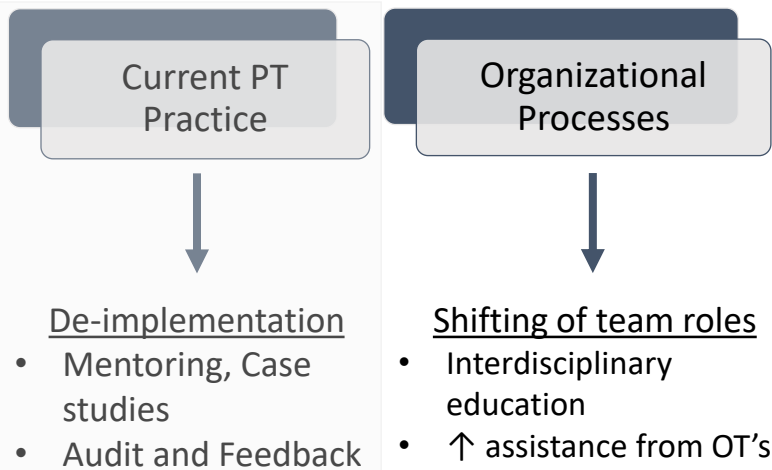 Current PT
Practice
De-implementation
• Mentoring, Case
studies
• Audit and Feedback
Organizational
Processes
Shifting of team roles
• Interdisciplinary
education
• ↑ assistance from OT’s